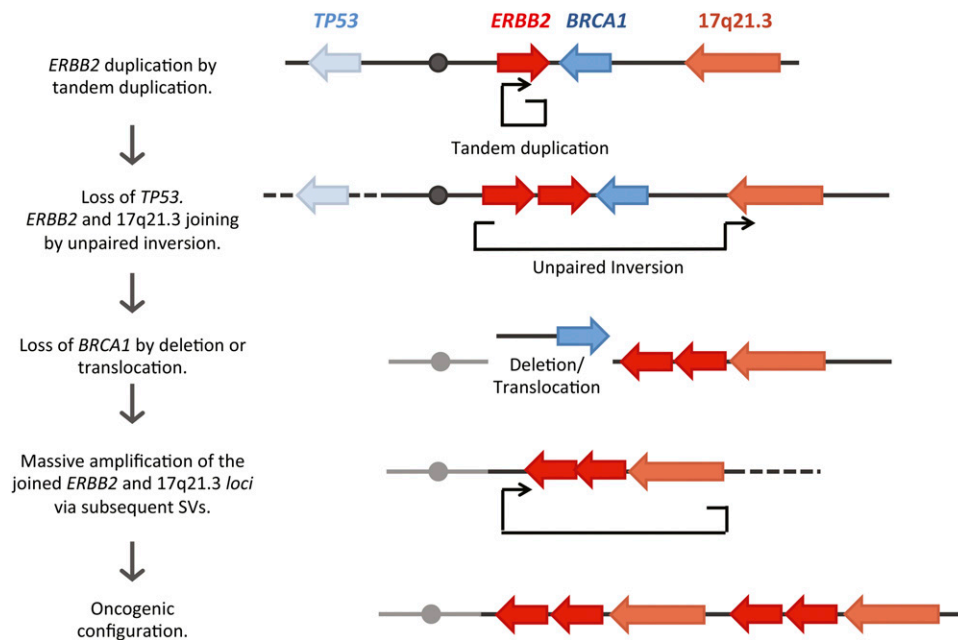 TP53
ERBB2
BRCA1
17q21.3
ERBB2 duplication by
tandem duplication.
Tandem duplication
Loss of TP53.
ERBB2 and 17q21.3 joining
by unpaired inversion.
Unpaired Inversion
Loss of BRCA1 by deletion or
translocation.
Deletion/
Translocation
Massive amplification of the
joined ERBB2 and 17q21.3 loci
via subsequent SVs.
Oncogenic
configuration.